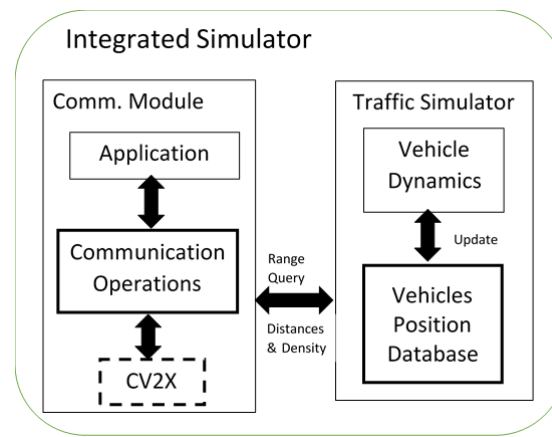 Integrated Simulator
Comm. Module
Application
Communication
Operations
CV2X
Range
Query
Distances
& Density
Traffic Simulator
Vehicle
Dynamics
Update
Vehicles
Position
Database